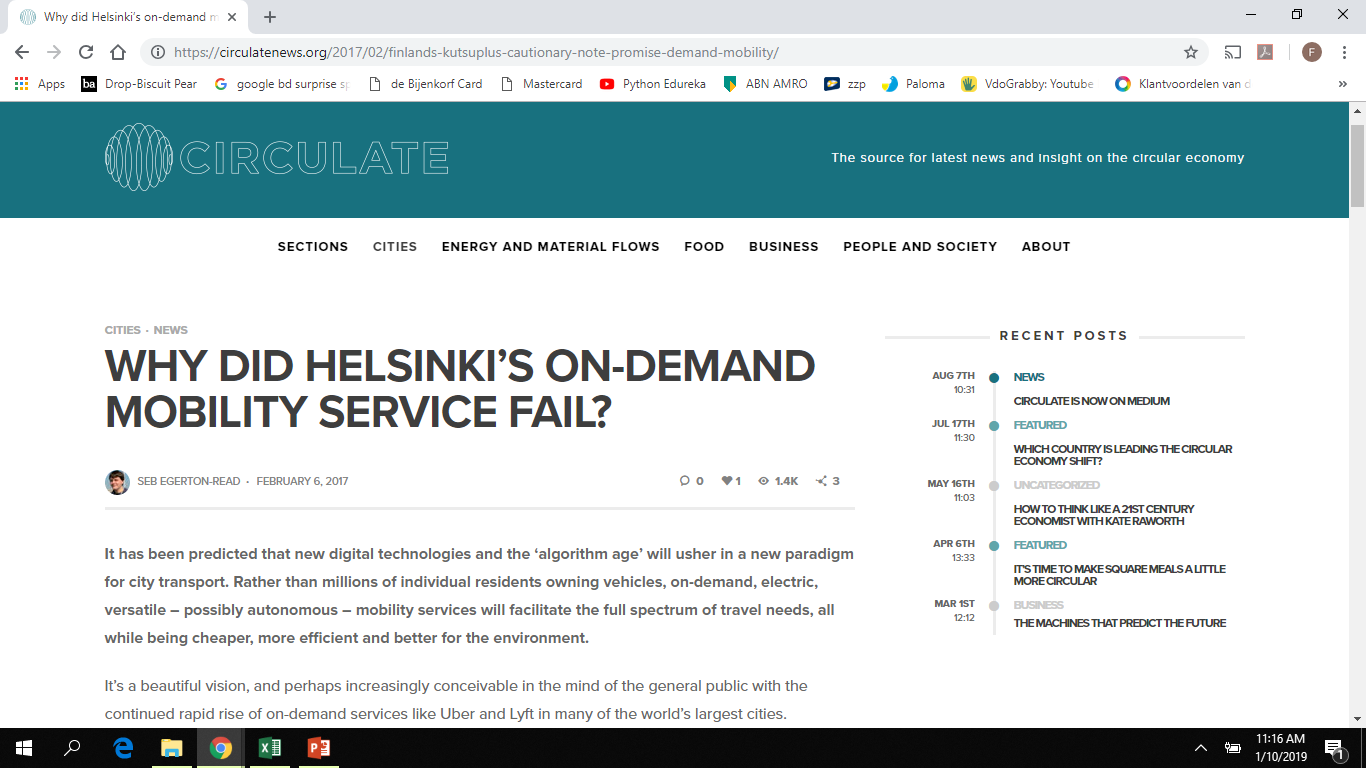 Why did Helsinki's on-demand m
https://circulatenews.org/2017/02/finlands-kutsuplus-cautionary-note-promise-demand-mobility/
F
Apps
ba Drop-Biscuit Pear
google bd surprise sp
de Bijenkorf Card
Mastercard
Python Edureka
ABN AMRO
zzp
Paloma
VdoGrabby: Youtube
Klantvoordelen van d
»
CIRCULATE
The source for latest news and insight on the circular economy
SECTIONS CITIES ENERGY AND MATERIAL FLOWS FOOD BUSINESS PEOPLE AND SOCIETY ABOUT
CITIES · NEWS
WHY DID HELSINKI’S ON-DEMAND
MOBILITY SERVICE FAIL?
SEB EGERTON-READ · FEBRUARY 6, 2017
0 1 1.4K 3
It has been predicted that new digital technologies and the ‘algorithm age’ will usher in a new paradigm
for city transport. Rather than millions of individual residents owning vehicles, on-demand, electric,
versatile – possibly autonomous – mobility services will facilitate the full spectrum of travel needs, all
while being cheaper, more efficient and better for the environment.
It’s a beautiful vision, and perhaps increasingly conceivable in the mind of the general public with the
continued rapid rise of on-demand services like Uber and Lyft in many of the world’s largest cities.
RECENT POSTS
AUG 7TH
10:31
NEWS
CIRCULATE IS NOW ON MEDIUM
JUL 17TH
11:30
FEATURED
WHICH COUNTRY IS LEADING THE CIRCULAR
ECONOMY SHIFT?
MAY 16TH
11:03
UNCATEGORIZED
HOW TO THINK LIKE A 21ST CENTURY
ECONOMIST WITH KATE RAWORTH
APR 6TH
13:33
FEATURED
IT’S TIME TO MAKE SQUARE MEALS A LITTLE
MORE CIRCULAR
MAR 1ST
12:12
BUSINESS
THE MACHINES THAT PREDICT THE FUTURE
11:16 AM
1/10/2019
1